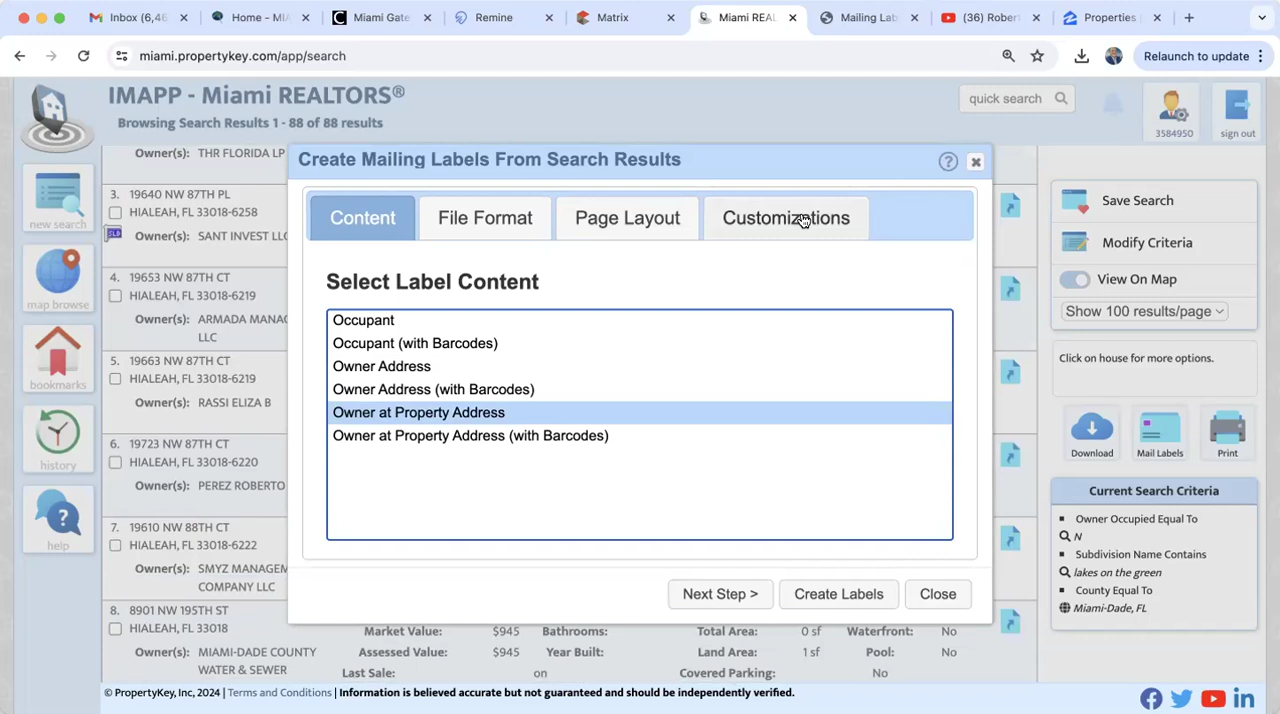 Inbox (6,46
Home - MIA
Miami Gate
Remine
Matrix
Miami REAL
Mailing Lab
(36) Rober
Properties
miami.propertykey.com/app/search
Relaunch to update
IMAPP - Miami REALTORS®
Browsing Search Results 1 - 88 of 88 results
quick search
3584950
sign out
new search
map browse
bookmarks
history
help
Owner(s): THR FLORIDA LP
3. 19640 NW 87TH PL
HIALEAH, FL 33018-6258
Owner(s): SANT INVEST LLC
4. 19653 NW 87TH CT
HIALEAH, FL 33018-6219
Owner(s): ARMADA MANAG
LLC
5. 19663 NW 87TH CT
HIALEAH, FL 33018-6219
Owner(s): RASSI ELIZA B
6. 19723 NW 87TH CT
HIALEAH, FL 33018-6220
Owner(s): PEREZ ROBERTO
7. 19610 NW 88TH CT
HIALEAH, FL 33018-6222
Owner(s): SMYZ MANAGEM
COMPANY LLC
8. 8901 NW 195TH ST
HIALEAH, FL 33018
Owner(s): MIAMI-DADE COUNTY
WATER & SEWER
Market Value: $945 Bathrooms: Total Area: 0 sf Waterfront: No
Assessed Value: $945 Year Built: Land Area: 1 sf Pool: No
Last Sale: on Covered Parking: No
Create Mailing Labels From Search Results
?
Content
File Format
Page Layout
Customizations
Select Label Content
Occupant
Occupant (with Barcodes)
Owner Address
Owner Address (with Barcodes)
Owner at Property Address
Owner at Property Address (with Barcodes)
Next Step >
Create Labels
Close
Save Search
Modify Criteria
View On Map
Show 100 results/page
Click on house for more options.
Download
Mail Labels
Print
Current Search Criteria
Owner Occupied Equal To
N
Subdivision Name Contains
lakes on the green
County Equal To
Miami-Dade, FL
© PropertyKey, Inc, 2024 | Terms and Conditions | Information is believed accurate but not guaranteed and should be independently verified.